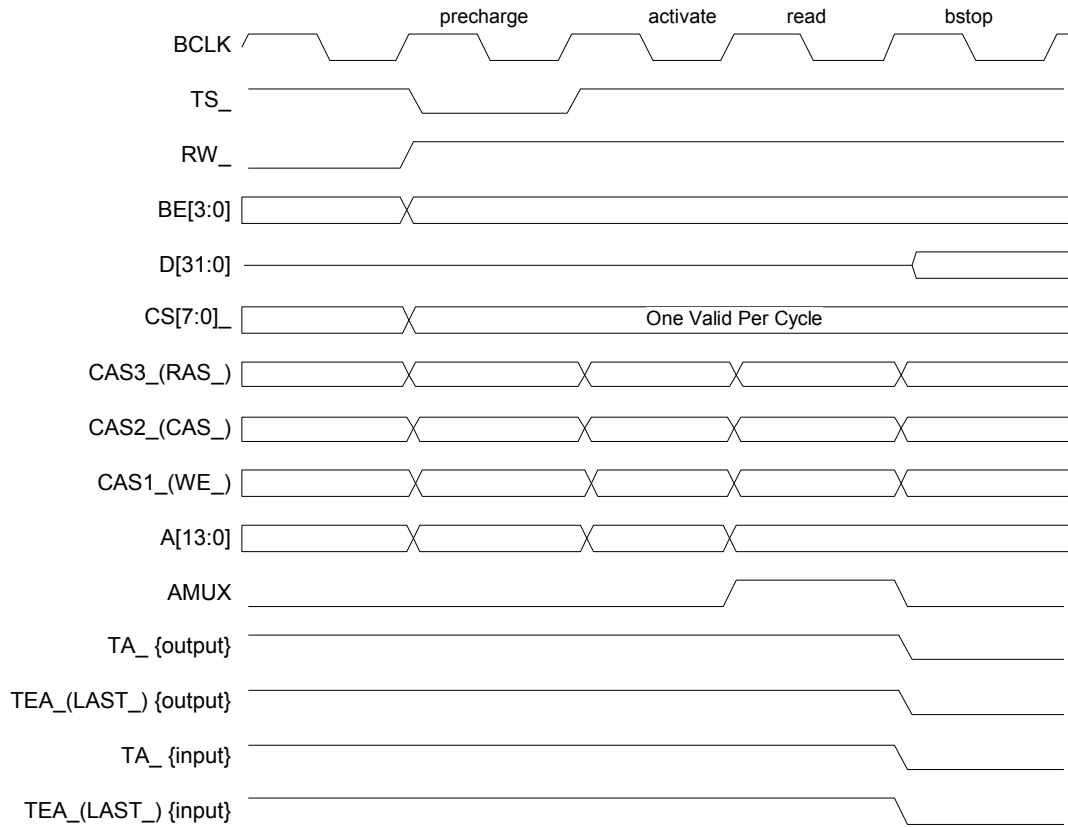 precharge activate read bstop
BCLK
TS_
RW_
BE[3:0]
D[31:0]
CS[7:0]_ One Valid Per Cycle
CAS3_(RAS_)
CAS2_(CAS_)
CAS1_(WE_)
A[13:0]
AMUX
TA_ {output}
TEA_(LAST_) {output}
TA_ {input}
TEA_(LAST_) {input}